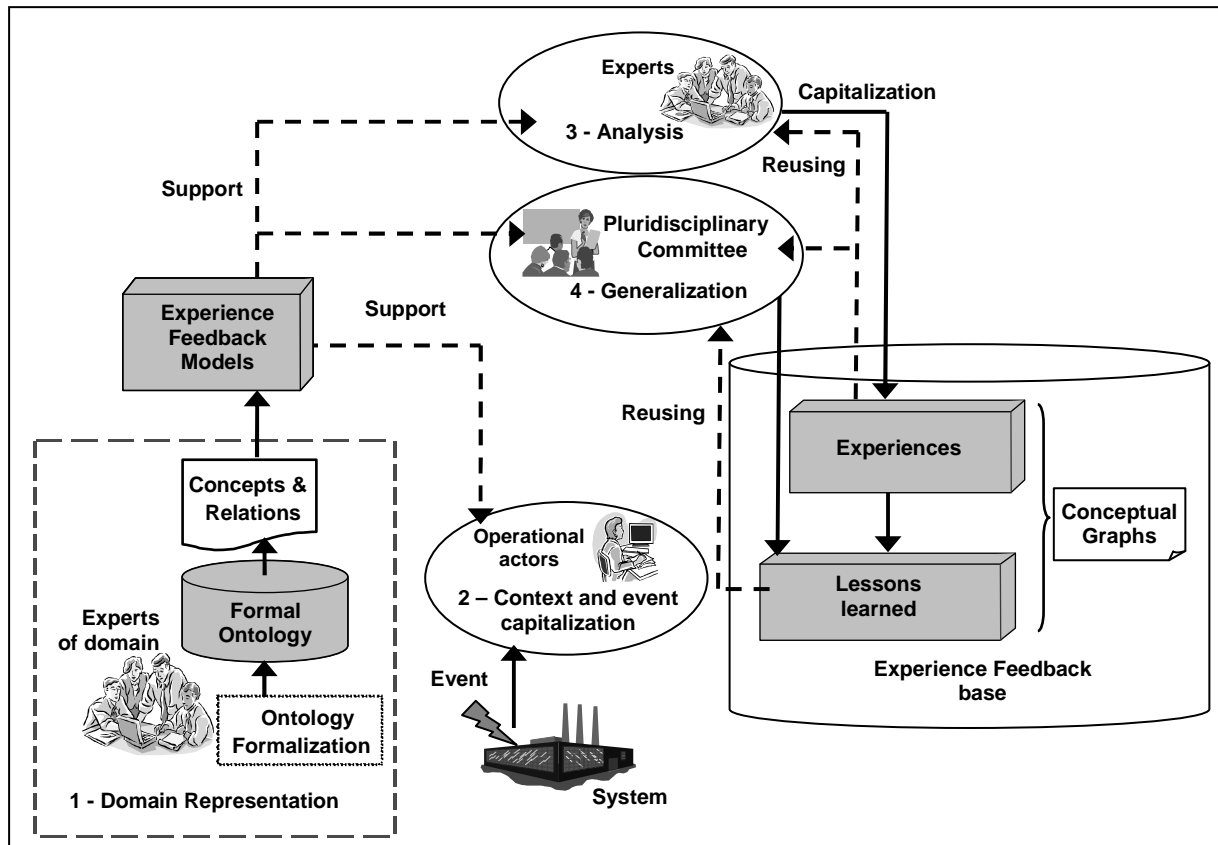 Experts
3 - Analysis
Capitalization
Reusing
Support
Pluridisciplinary
Committee
4 - Generalization
Experience
Feedback
Models
Support
Reusing
Experiences
Conceptual
Graphs
Lessons
learned
Experience Feedback
base
Concepts &
Relations
Formal
Ontology
Experts
of domain
Ontology
Formalization
1 - Domain Representation
Operational
actors
2 – Context and event
capitalization
Event
System